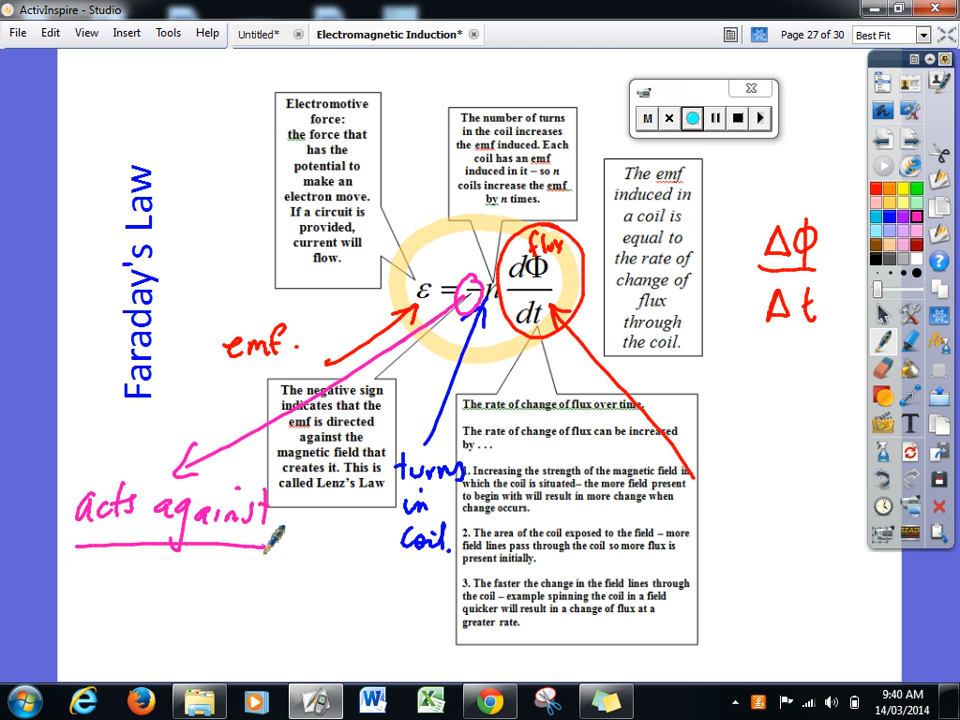 ActivInspire - Studio
File Edit View Insert Tools Help
Untitled*
Electromagnetic Induction*
Page 27 of 30
Best Fit
M
Faraday's Law
Electromotive
force:
the force that
has the
potential to
make an
electron move.
If a circuit is
provided,
current will
flow.
The number of turns
in the coil increases
the emf induced. Each
coil has an emf
induced in it – so n
coils increase the emf
by n times.
The emf
induced in
a coil is
equal to
the rate of
change of
flux
through
the coil.
ΔΦ
Δt
flux
ε = − n dΦ
dt
emf.
The negative sign
indicates that the
emf is directed
against the
magnetic field that
creates it. This is
called Lenz's Law
acts against
turns
in
coil.
The rate of change of flux over time.
The rate of change of flux can be increased
by . . .
1. Increasing the strength of the magnetic field in
which the coil is situated– the more field present
to begin with will result in more change when
change occurs.
2. The area of the coil exposed to the field – more
field lines pass through the coil so more flux is
present initially.
3. The faster the change in the field lines through
the coil – example spinning the coil in a field
quicker will result in a change of flux at a
greater rate.
9:40 AM
14/03/2014